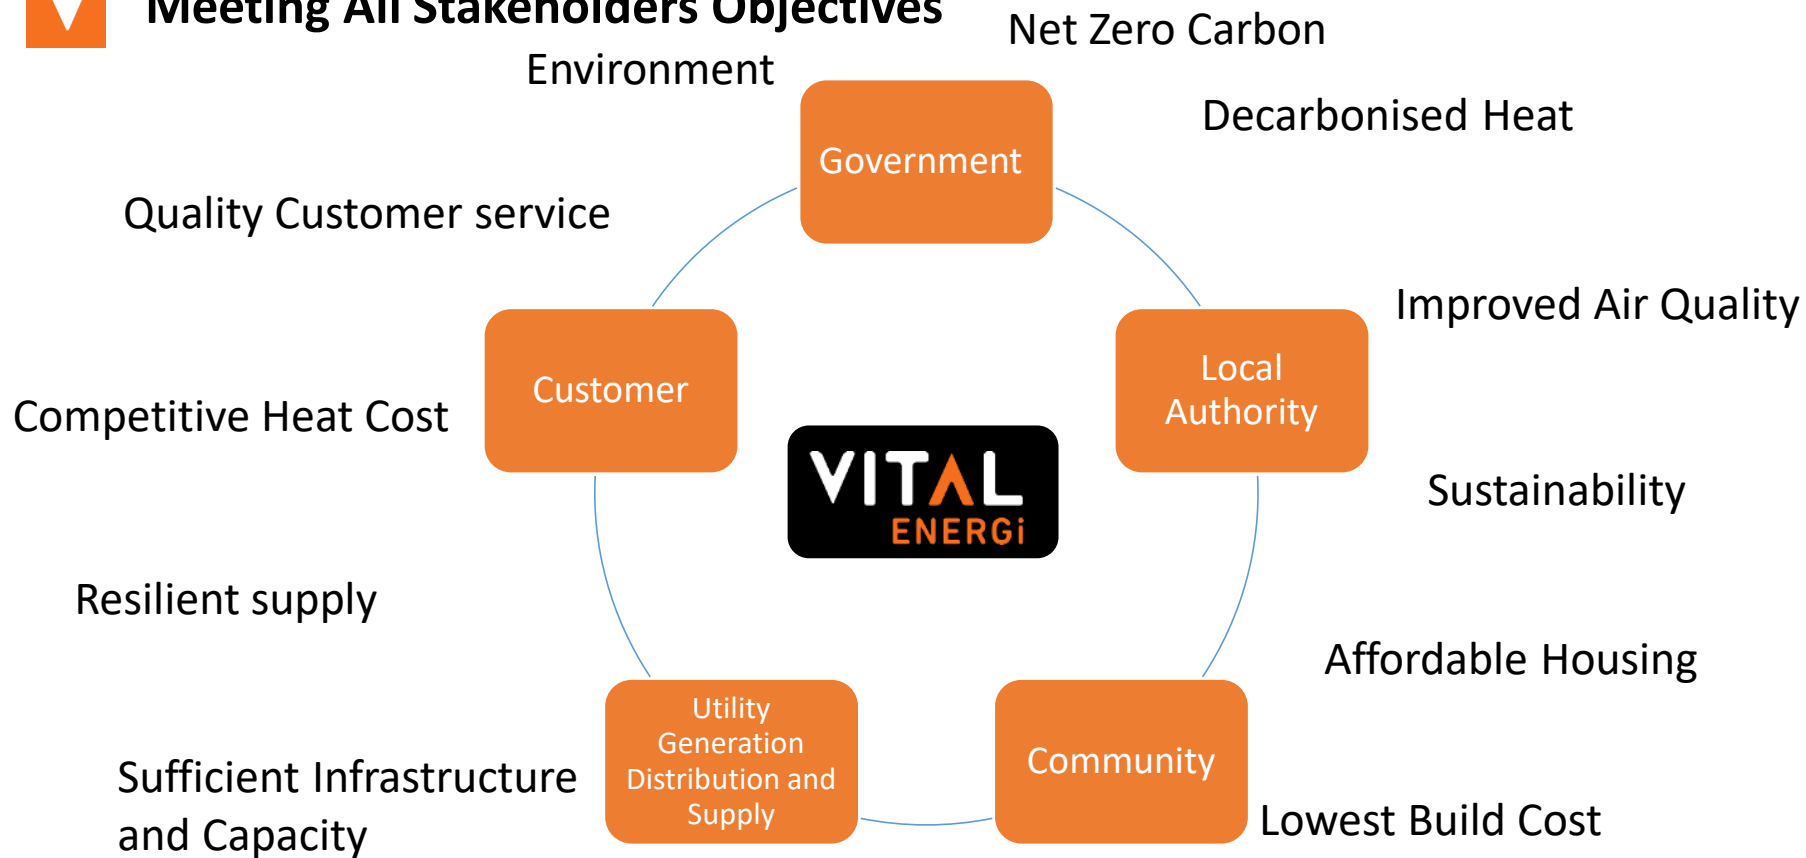 Meeting All Stakeholders Objectives
Net Zero Carbon
Environment
Decarbonised Heat
Government
Quality Customer service
Improved Air Quality
Customer
Local
Authority
Competitive Heat Cost
VITAL
ENERGi
Sustainability
Resilient supply
Affordable Housing
Utility
Generation
Distribution and
Supply
Community
Sufficient Infrastructure
and Capacity
Lowest Build Cost